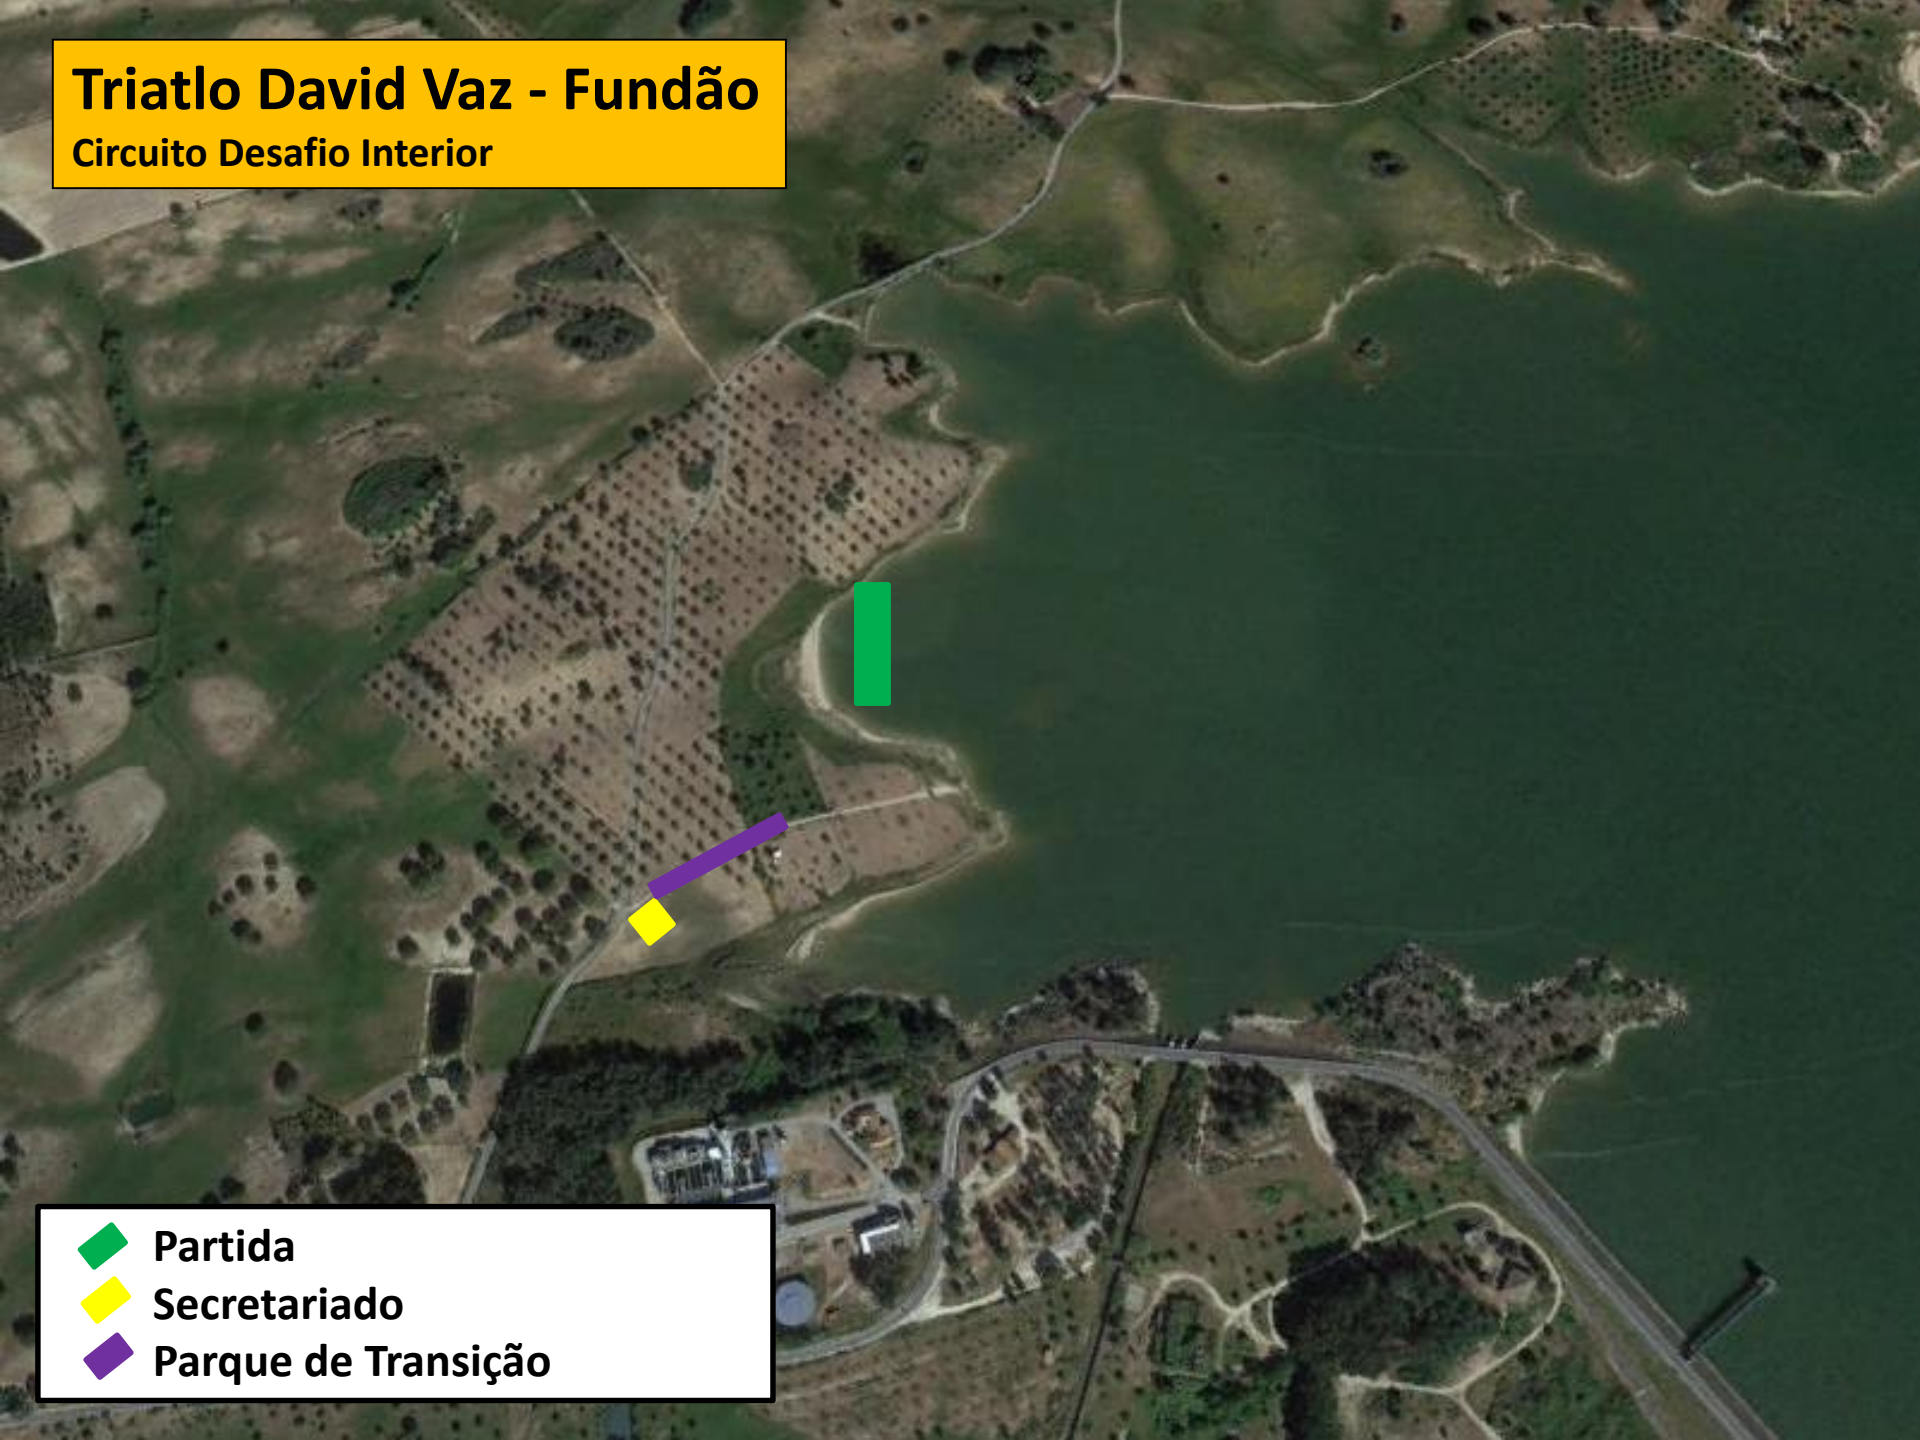 Triatlo David Vaz - Fundão
Circuito Desafio Interior
Partida
Secretariado
Parque de Transição